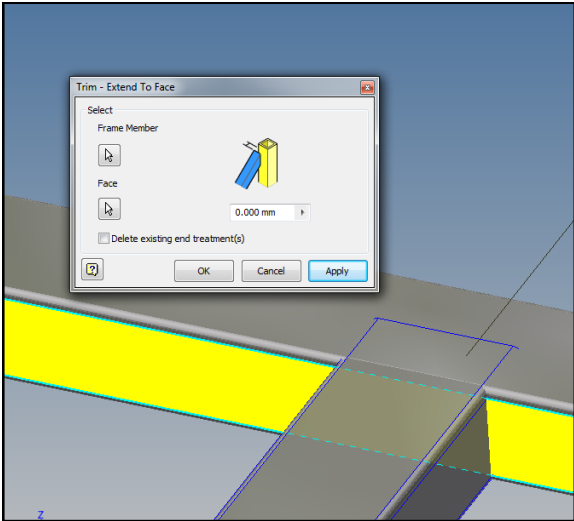 Trim - Extend To Face
Select
Frame Member
Face
0.000 mm
Delete existing end treatment(s)
?
OK Cancel Apply
Z